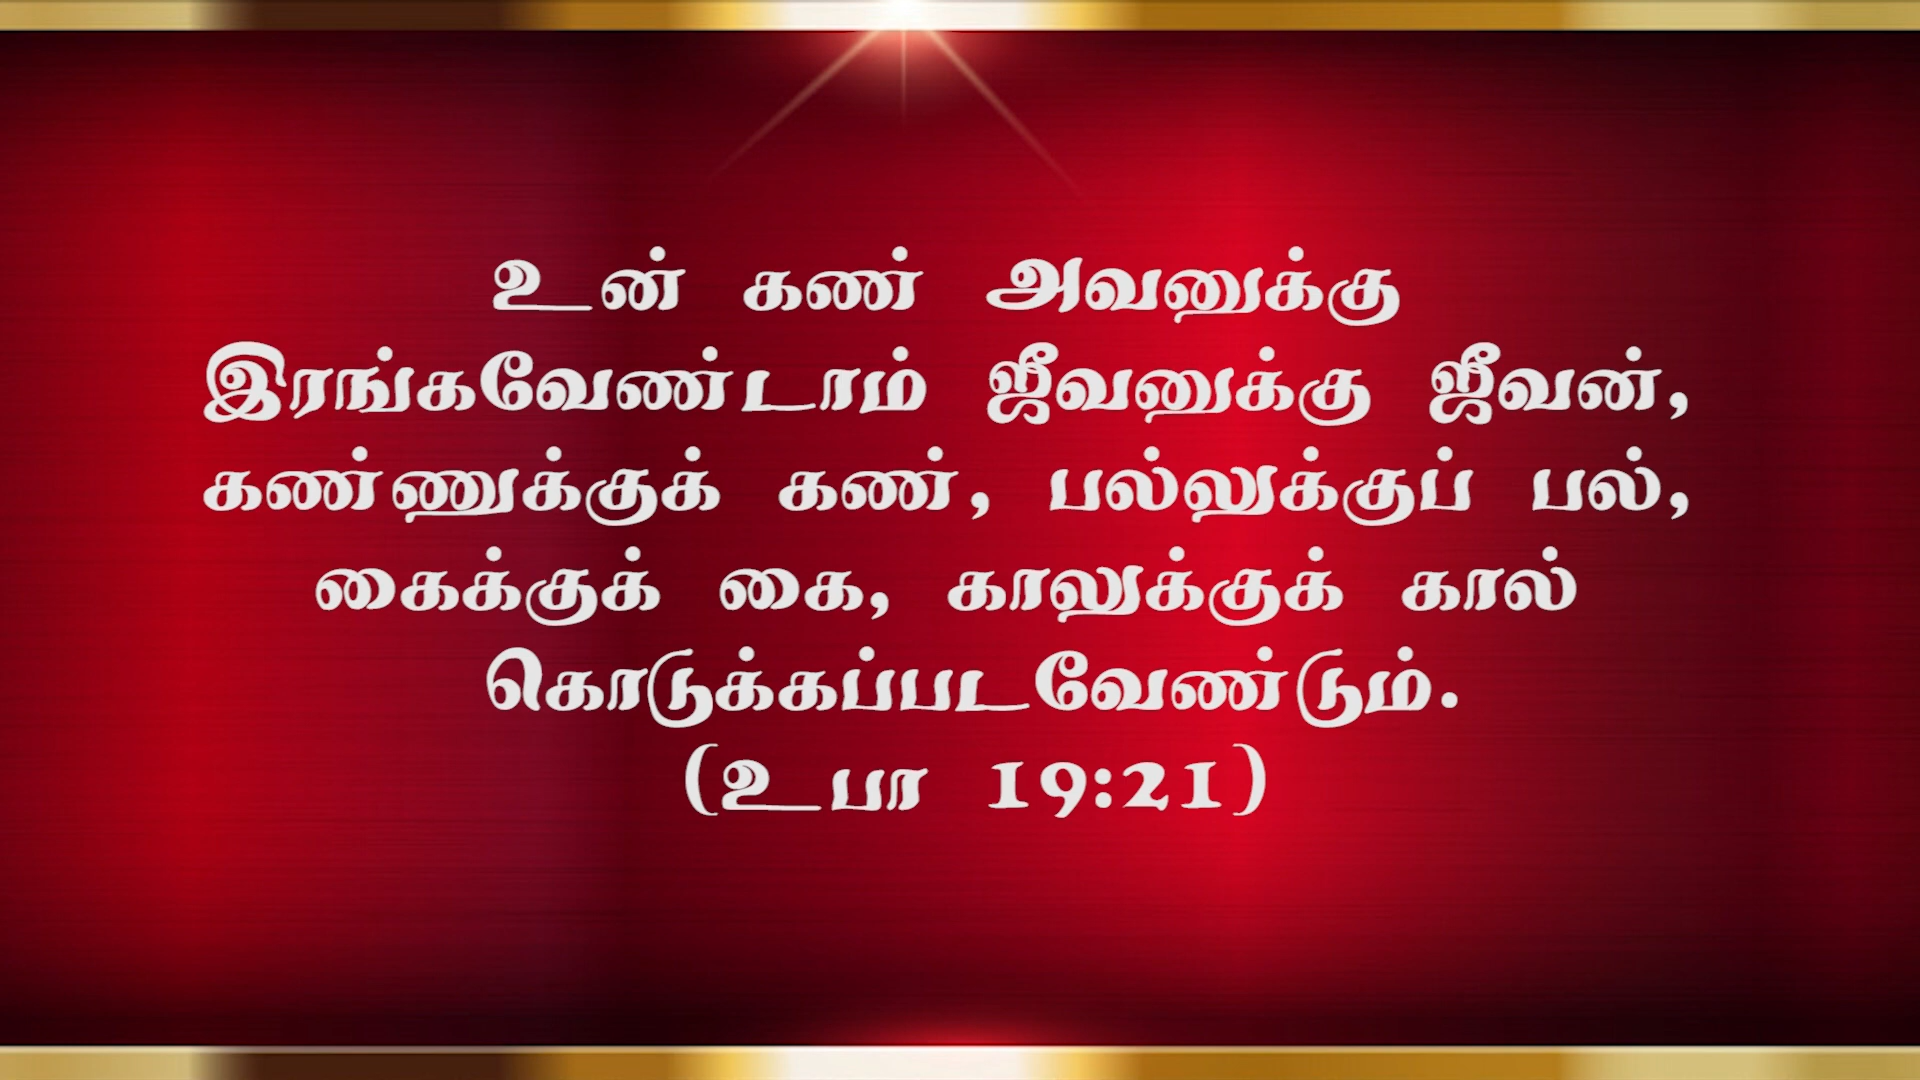 உன் கண் அவனுக்கு
இரங்கவேண்டாம் ஜீவனுக்கு ஜீவன்,
கண்ணுக்குக் கண், பல்லுக்குப் பல்,
கைக்குக் கை, காலுக்குக் கால்
கொடுக்கப்படவேண்டும்.
(உபா 19:21)